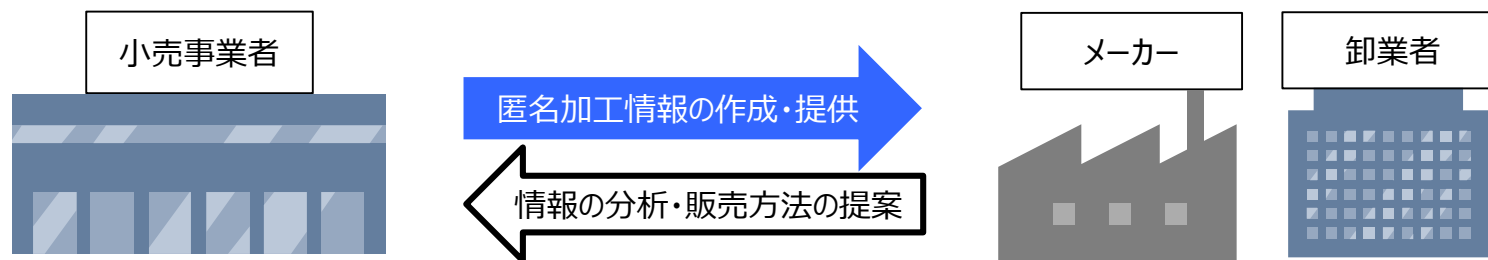 小売事業者
メーカー
卸業者
匿名加工情報の作成・提供
情報の分析・販売方法の提案